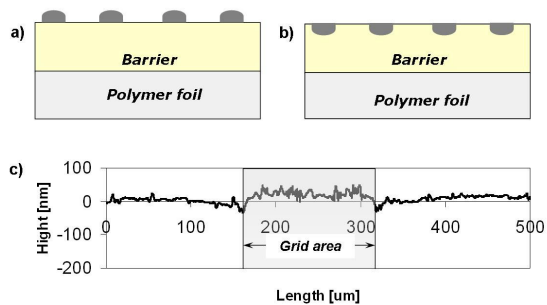 a)
Barrier
Polymer foil
b)
Barrier
Polymer foil
c)
Hight [nm]
100
0
-100
-200
0
200
300
400
500
Grid area
Length [um]